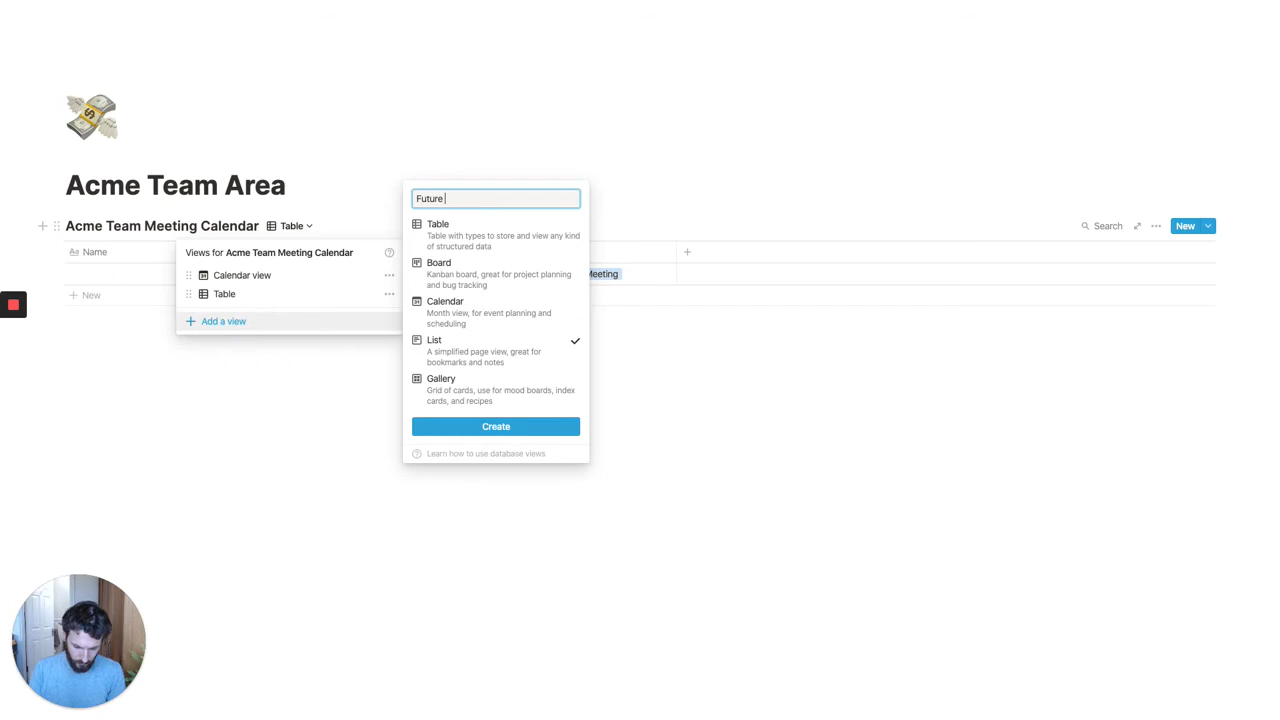 Acme Team Area
Acme Team Meeting Calendar Table
Search
New
Name
Meeting
New
Views for Acme Team Meeting Calendar
Calendar view
Table
Add a view
Future
Table
Table with types to store and view any kind
of structured data
Board
Kanban board, great for project planning
and bug tracking
Calendar
Month view, for event planning and
scheduling
List
A simplified page view, great for
bookmarks and notes
Gallery
Grid of cards, use for mood boards, index
cards, and recipes
Create
Learn how to use database views